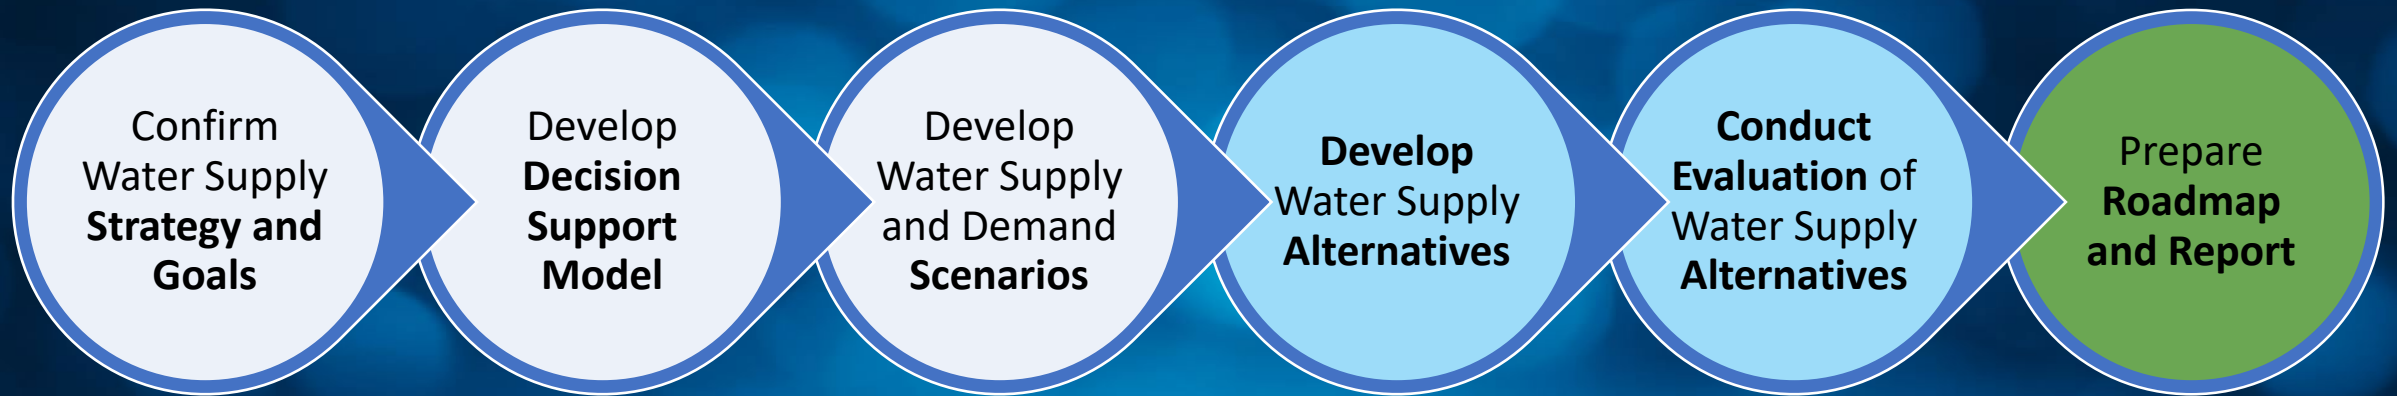 Confirm
Water Supply
Strategy and
Goals
Develop
Decision
Support
Model
Develop
Water Supply
and Demand
Scenarios
Develop
Water Supply
Alternatives
Conduct
Evaluation of
Water Supply
Alternatives
Prepare
Roadmap
and Report